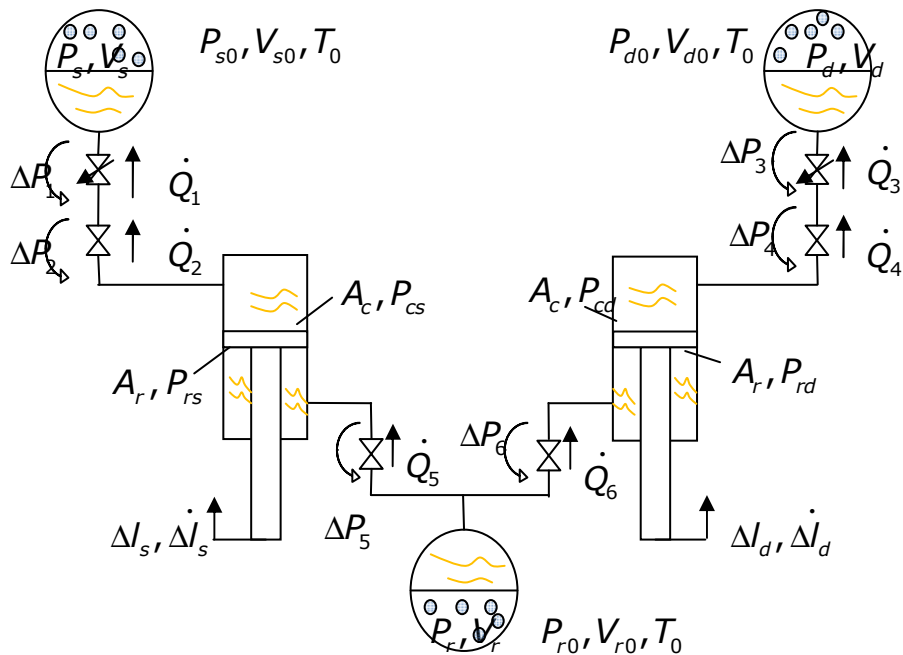 P_s, V_s
P_s0, V_s0, T_0
P_d0, V_d0, T_0
P_d, V_d
ΔP_1
Q̇_1
ΔP_3
Q̇_3
ΔP_2
Q̇_2
ΔP_4
Q̇_4
A_c, P_cs
A_c, P_cd
A_r, P_rs
A_r, P_rd
Q̇_5
ΔP_6
Q̇_6
Δl_s, Δl̇_s
ΔP_5
Δl_d, Δl̇_d
P_r, V_r
P_r0, V_r0, T_0